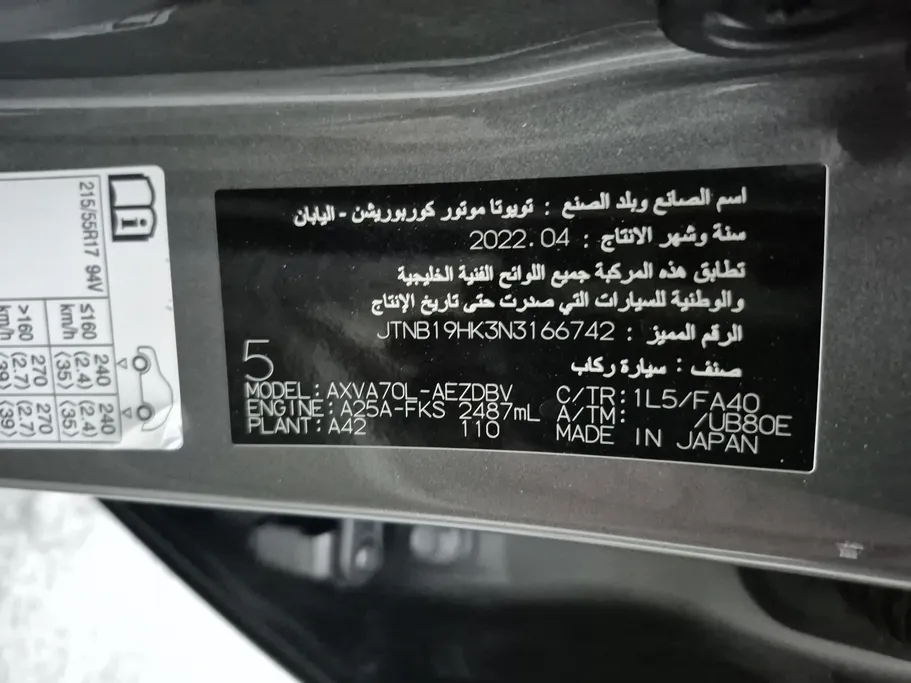 اسم الصانع وبلد الصنع : تويوتا موتور كوربوريشن - اليابان
سنة وشهر الانتاج : 2022.04
تطابق هذه المركبة جميع اللوائح الفنية الخليجية
والوطنية للسيارات التي صدرت حتى تاريخ الإنتاج
الرقم المميز : JTNB19HK3N3166742
صنف : سيارة ركاب
5
MODEL:AXVA70L-AEZDBV C/TR:1L5/FA40
ENGINE:A25A-FKS 2487mL A/TM: /UB80E
PLANT:A42 110 MADE IN JAPAN
215/55R17 94V
≤160 km/h 240 (2.4) ⟨35⟩ 240 (2.4) ⟨35⟩
>160 km/h 270 (2.7) ⟨39⟩ 270 (2.7) ⟨39⟩